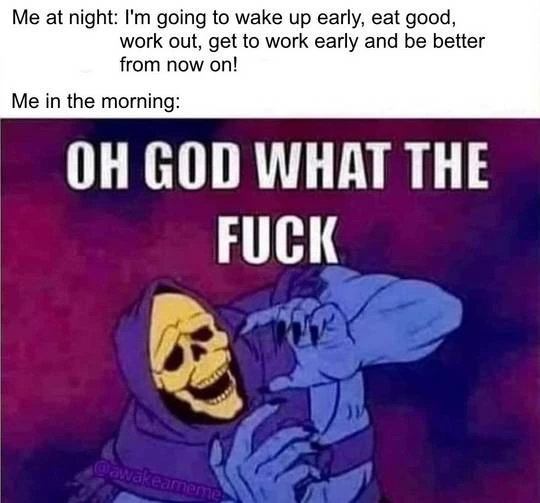 Me at night: I'm going to wake up early, eat good,
work out, get to work early and be better
from now on!
Me in the morning:
OH GOD WHAT THE
FUCK
@awakeameme